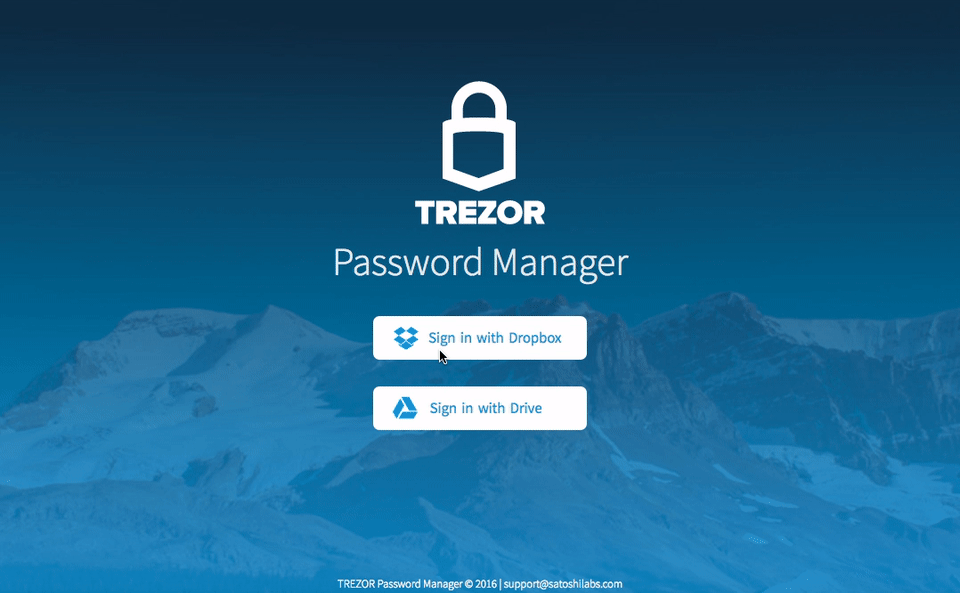 TREZOR
Password Manager
Sign in with Dropbox
Sign in with Drive
TREZOR Password Manager © 2016 | support@satoshilabs.com